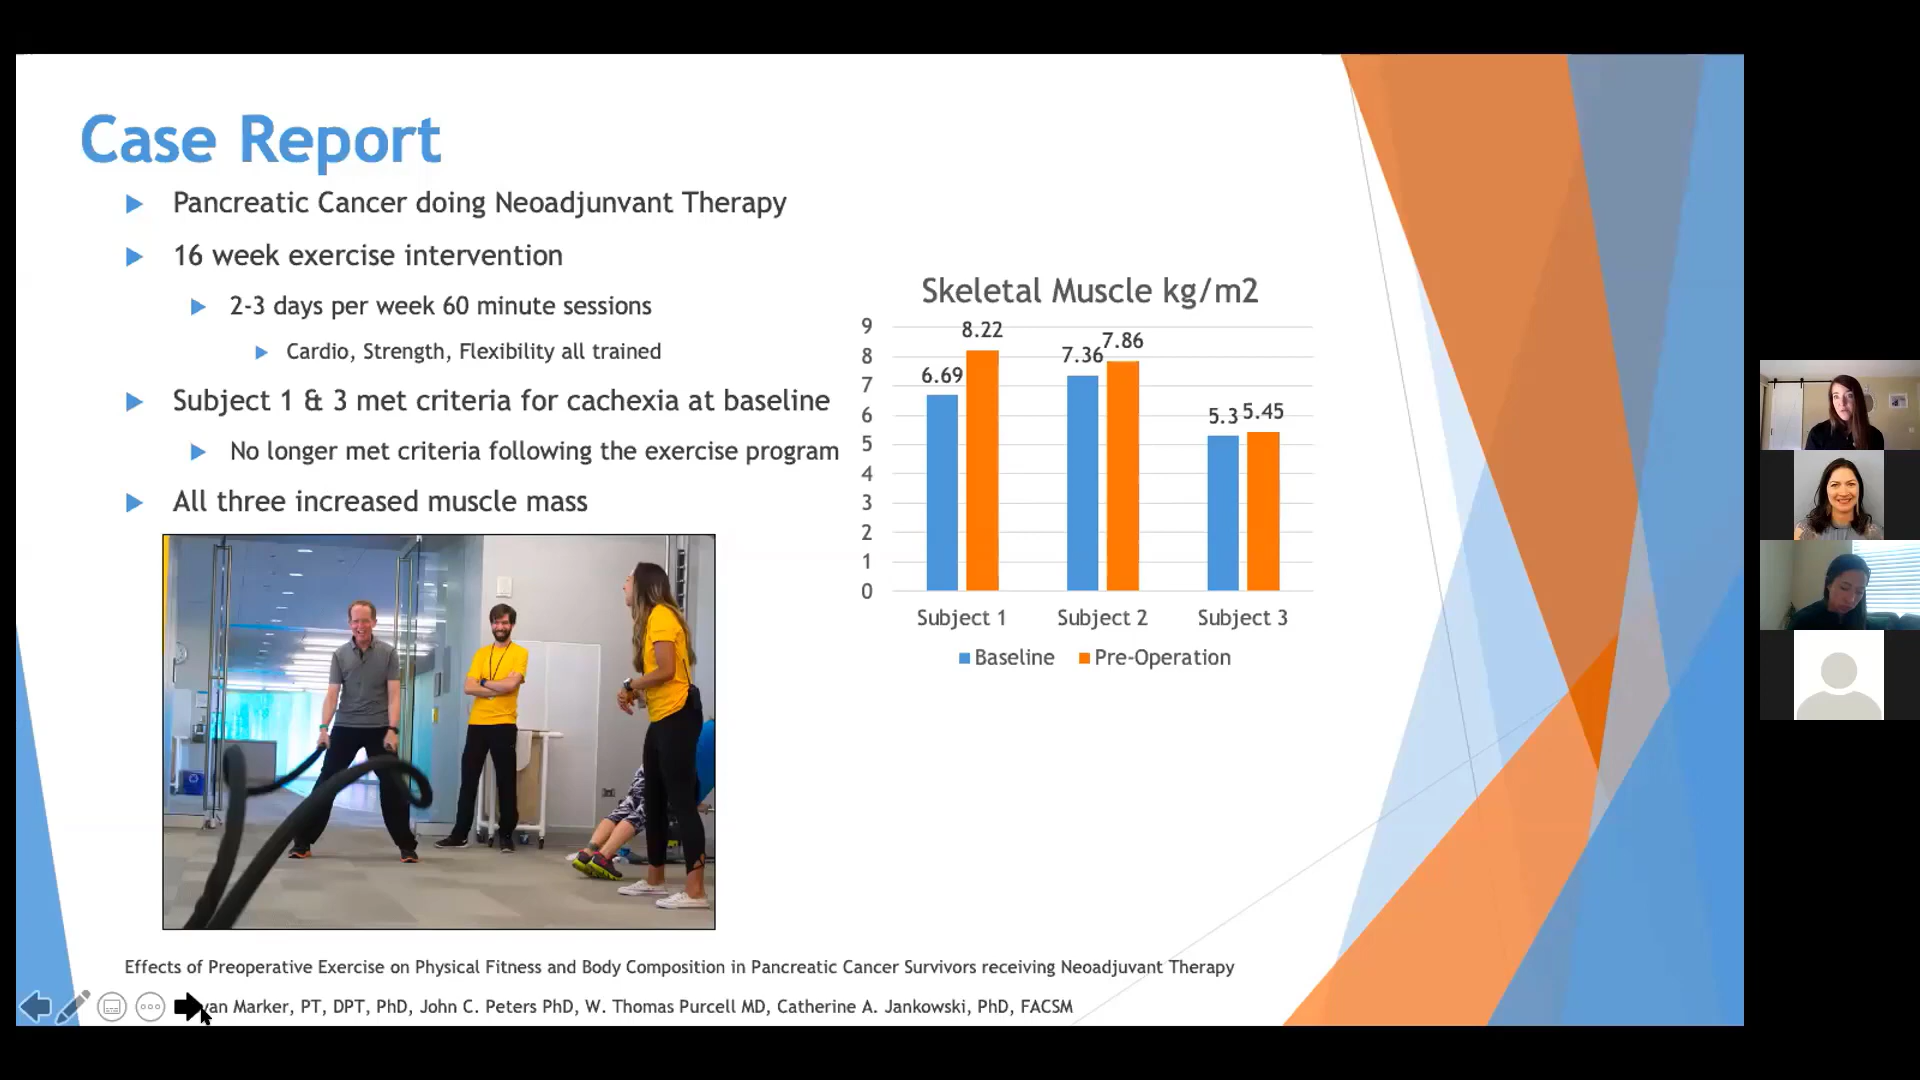 Case Report
Pancreatic Cancer doing Neoadjunvant Therapy
16 week exercise intervention
2-3 days per week 60 minute sessions
Cardio, Strength, Flexibility all trained
Subject 1 & 3 met criteria for cachexia at baseline
No longer met criteria following the exercise program
All three increased muscle mass
Skeletal Muscle kg/m2
9
8
7
6
5
4
3
2
1
0
6.69
8.22
7.36
7.86
5.3
5.45
Subject 1
Subject 2
Subject 3
Baseline
Pre-Operation
Effects of Preoperative Exercise on Physical Fitness and Body Composition in Pancreatic Cancer Survivors receiving Neoadjuvant Therapy
Marker, PT, DPT, PhD, John C. Peters PhD, W. Thomas Purcell MD, Catherine A. Jankowski, PhD, FACSM